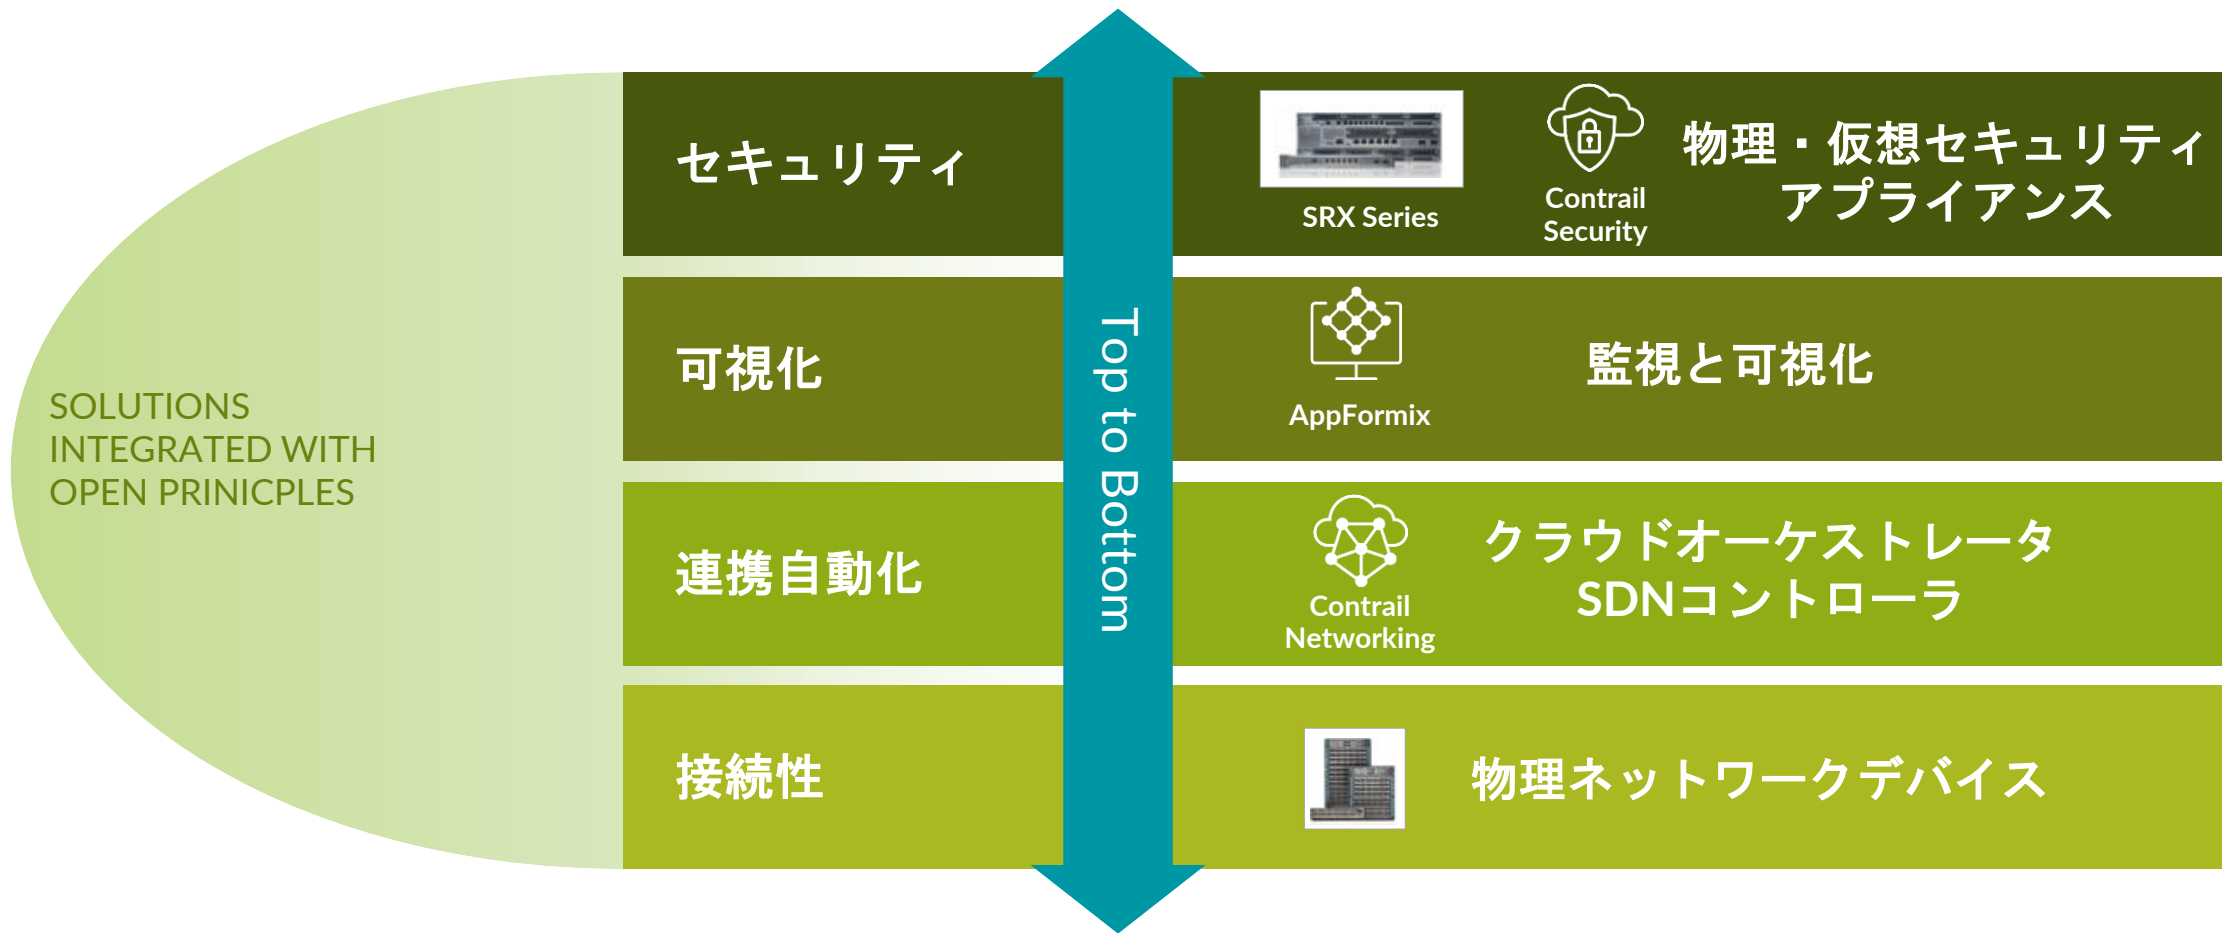 SOLUTIONS
INTEGRATED WITH
OPEN PRINICPLES
Top to Bottom
セキュリティ
SRX Series
Contrail
Security
物理・仮想セキュリティ
アプライアンス
可視化
AppFormix
監視と可視化
連携自動化
Contrail
Networking
クラウドオーケストレータ
SDNコントローラ
接続性
物理ネットワークデバイス